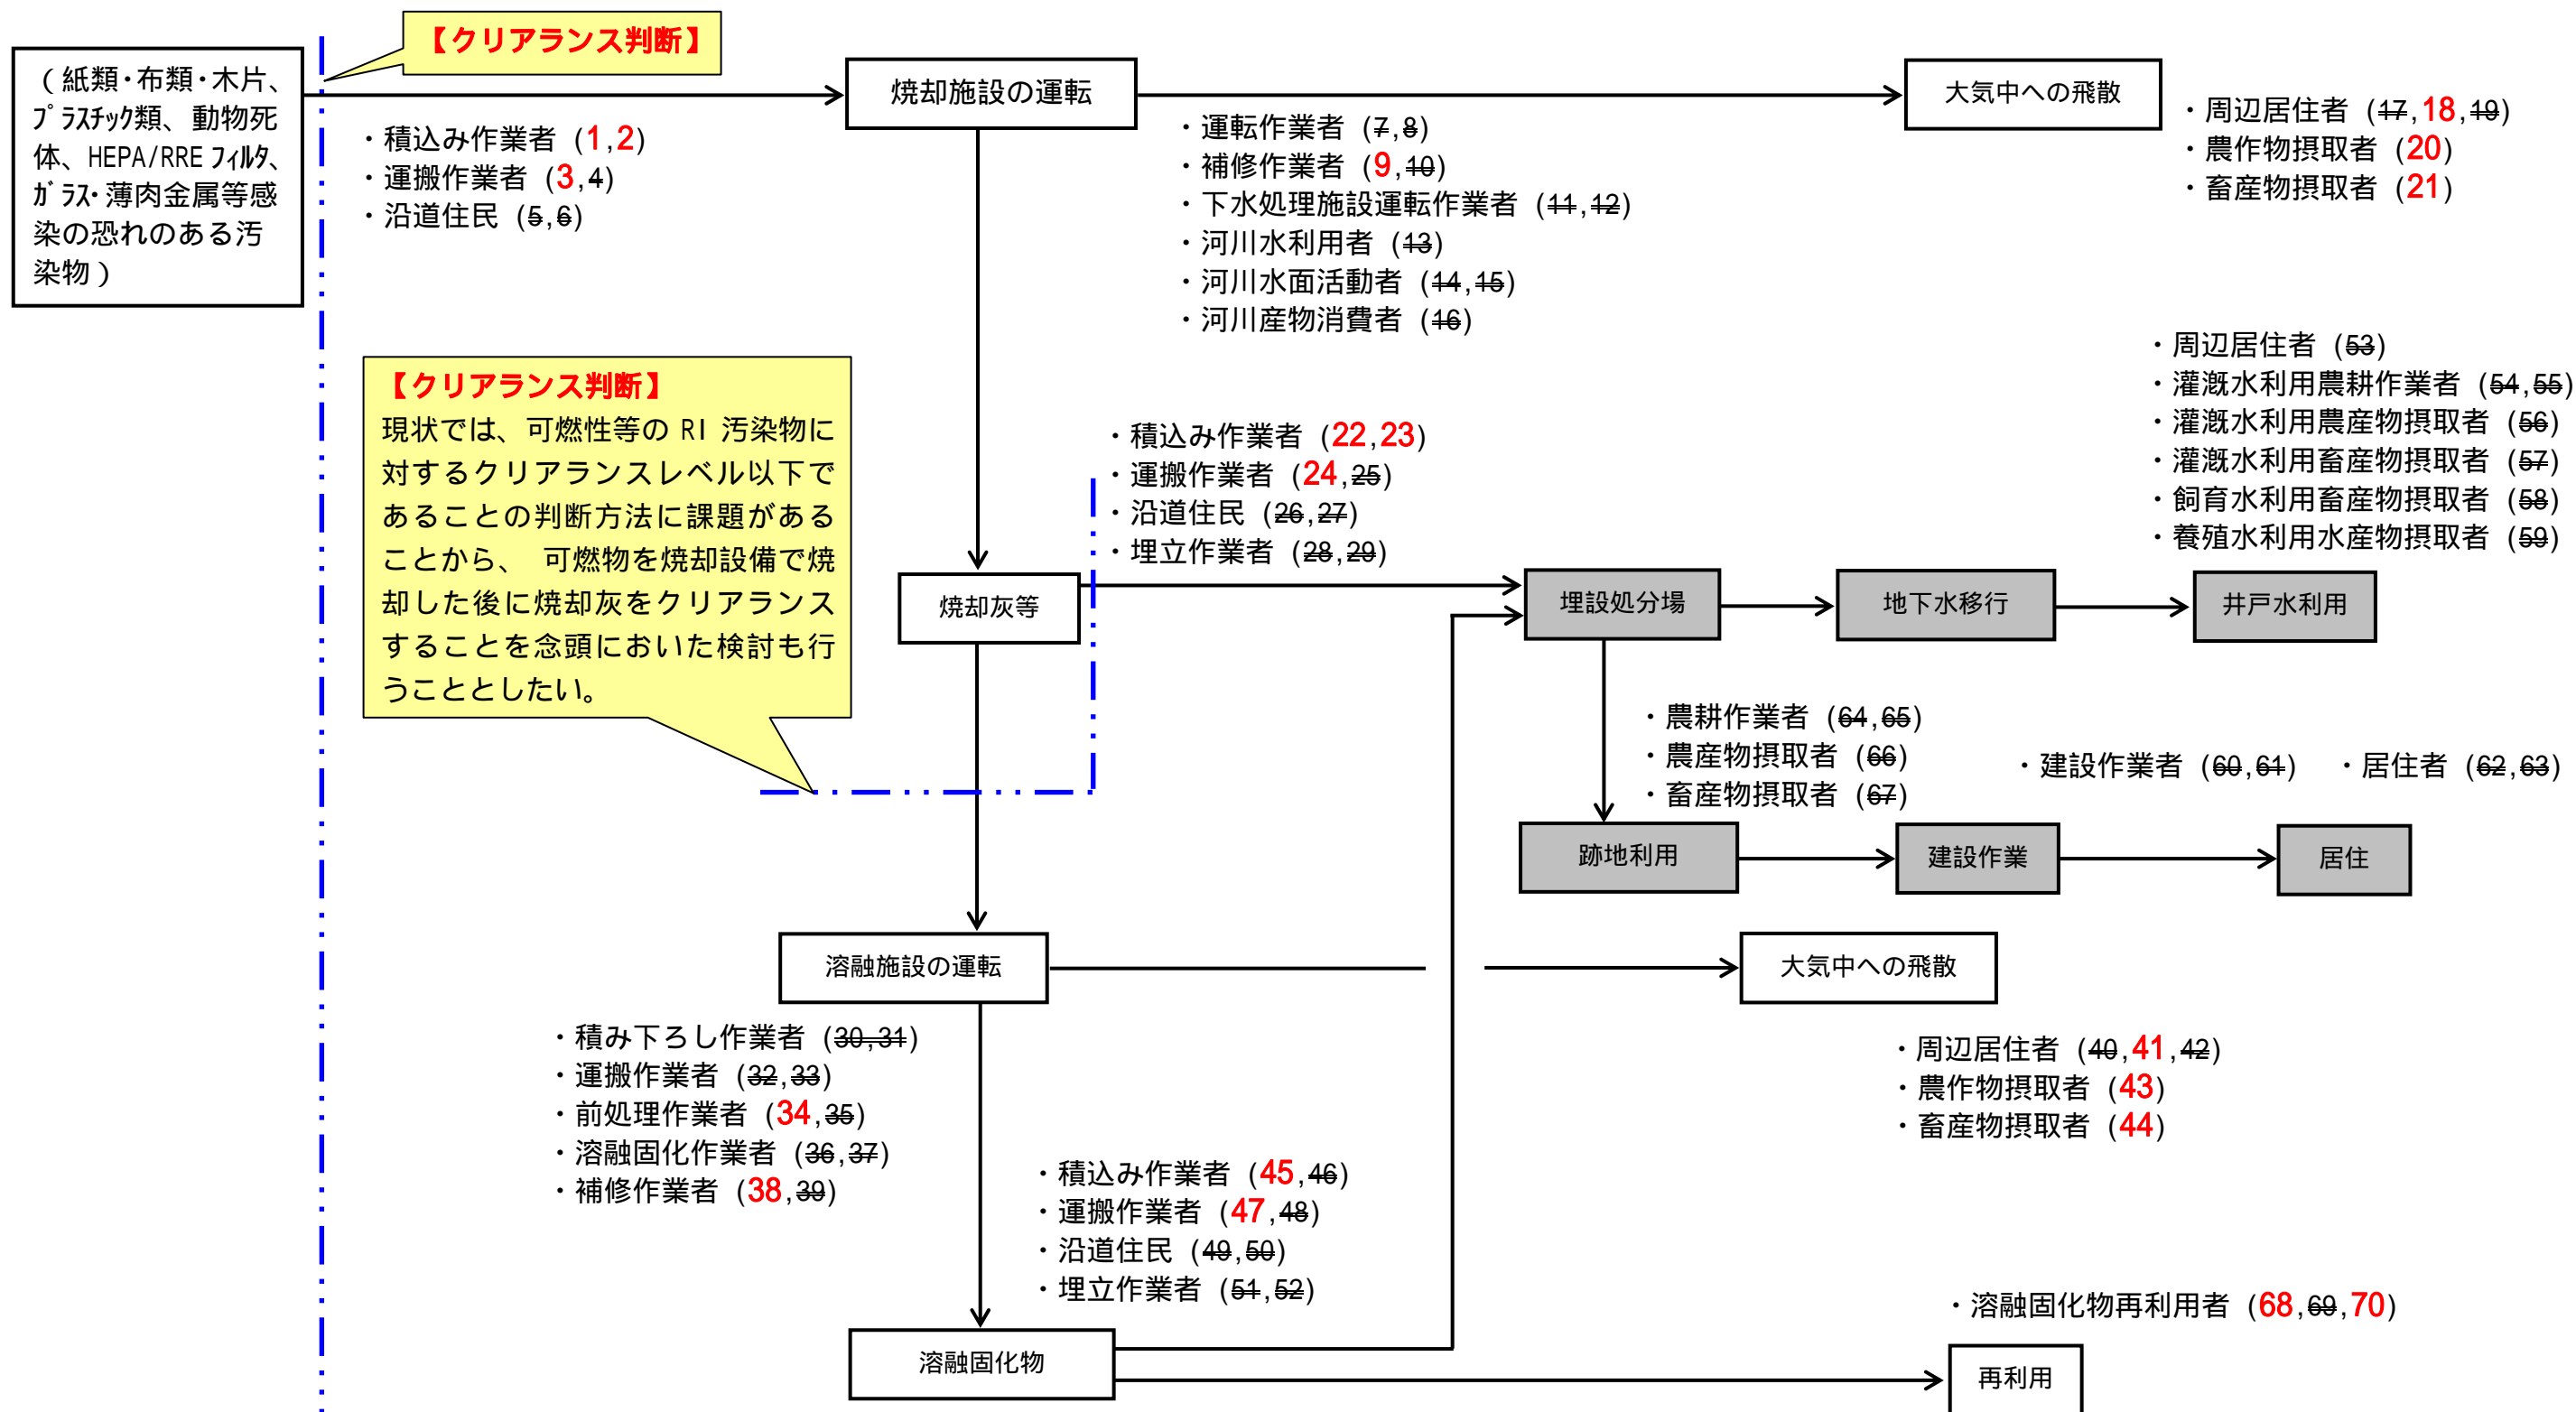 【クリアランス判断】
(紙類・布類・木片、
プラスチック類、動物死
体、HEPA/RRE フィルタ、
ガラス・薄肉金属等感
染の恐れのある汚
染物)
・積込み作業者 (1,2)
・運搬作業者 (3,4)
・沿道住民 (5,6)
焼却施設の運転
・運転作業者 (7,8)
・補修作業者 (9,10)
・下水処理施設運転作業者 (11,12)
・河川水利用者 (13)
・河川水面活動者 (14,15)
・河川産物消費者 (16)
大気中への飛散
・周辺居住者 (17,18,19)
・農作物摂取者 (20)
・畜産物摂取者 (21)
【クリアランス判断】
現状では、可燃性等の RI 汚染物に
対するクリアランスレベル以下で
あることの判断方法に課題がある
ことから、 可燃物を焼却設備で焼
却した後に焼却灰をクリアランス
することを念頭においた検討も行
うこととしたい。
・積込み作業者 (22,23)
・運搬作業者 (24,25)
・沿道住民 (26,27)
・埋立作業者 (28,29)
・周辺居住者 (53)
・灌漑水利用農耕作業者 (54,55)
・灌漑水利用農産物摂取者 (56)
・灌漑水利用畜産物摂取者 (57)
・飼育水利用畜産物摂取者 (58)
・養殖水利用水産物摂取者 (59)
焼却灰等
埋設処分場
地下水移行
井戸水利用
・農耕作業者 (64,65)
・農産物摂取者 (66)
・畜産物摂取者 (67)
・建設作業者 (60,61)
・居住者 (62,63)
跡地利用
建設作業
居住
溶融施設の運転
大気中への飛散
・積み下ろし作業者 (30,31)
・運搬作業者 (32,33)
・前処理作業者 (34,35)
・溶融固化作業者 (36,37)
・補修作業者 (38,39)
・周辺居住者 (40,41,42)
・農作物摂取者 (43)
・畜産物摂取者 (44)
・積込み作業者 (45,46)
・運搬作業者 (47,48)
・沿道住民 (49,50)
・埋立作業者 (51,52)
・溶融固化物再利用者 (68,69,70)
溶融固化物
再利用